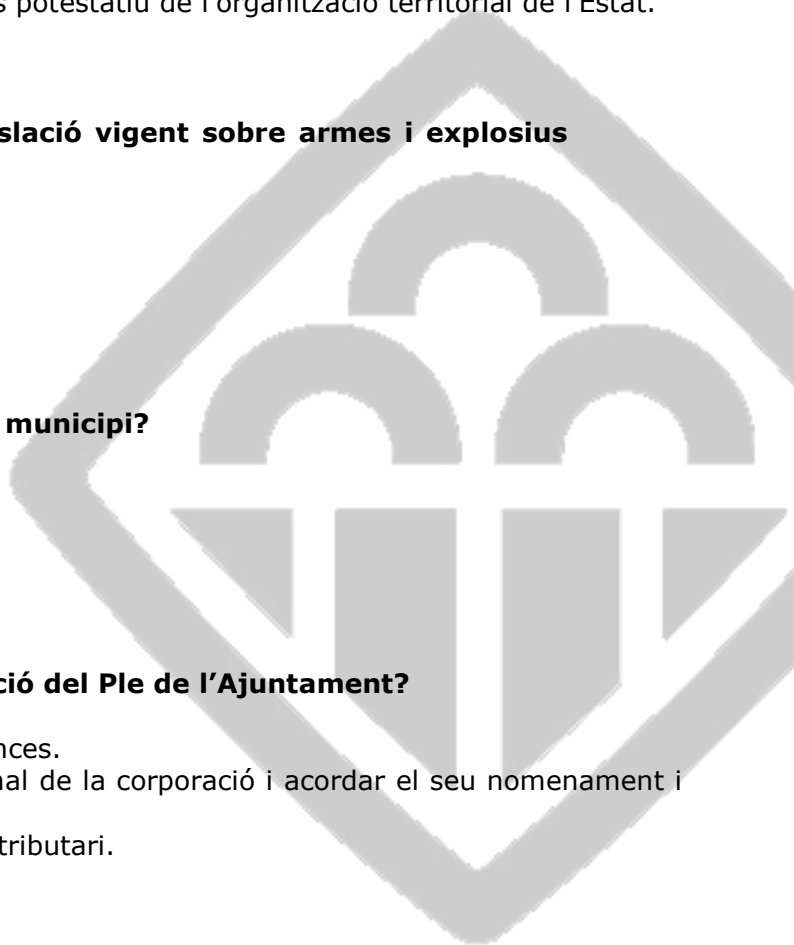 s potestatiu de l'organització territorial de l'Estat.
slació vigent sobre armes i explosius
municipi?
ció del Ple de l'Ajuntament?
nces.
nal de la corporació i acordar el seu nomenament i
tributari.